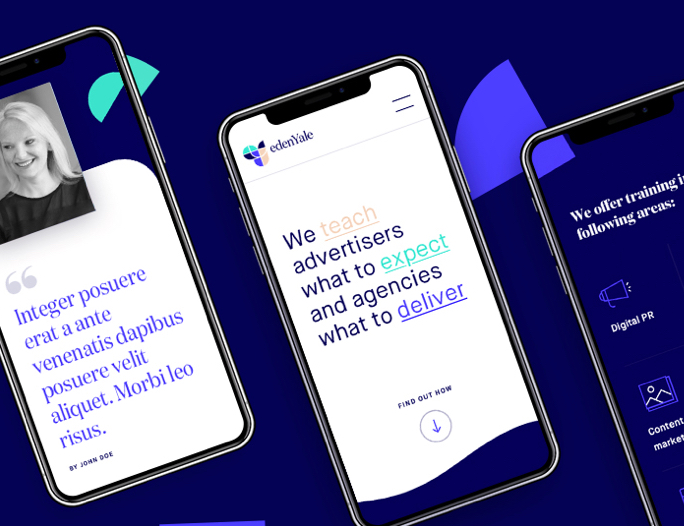 Integer posuere
erat a ante
venenatis dapibus
posuere velit
aliquet. Morbi leo
risus.
BY JOHN DOE
edenYale
We teach
advertisers
what to expect
and agencies
what to deliver
FIND OUT HOW
We offer training
following areas:
Digital PR
Content
market